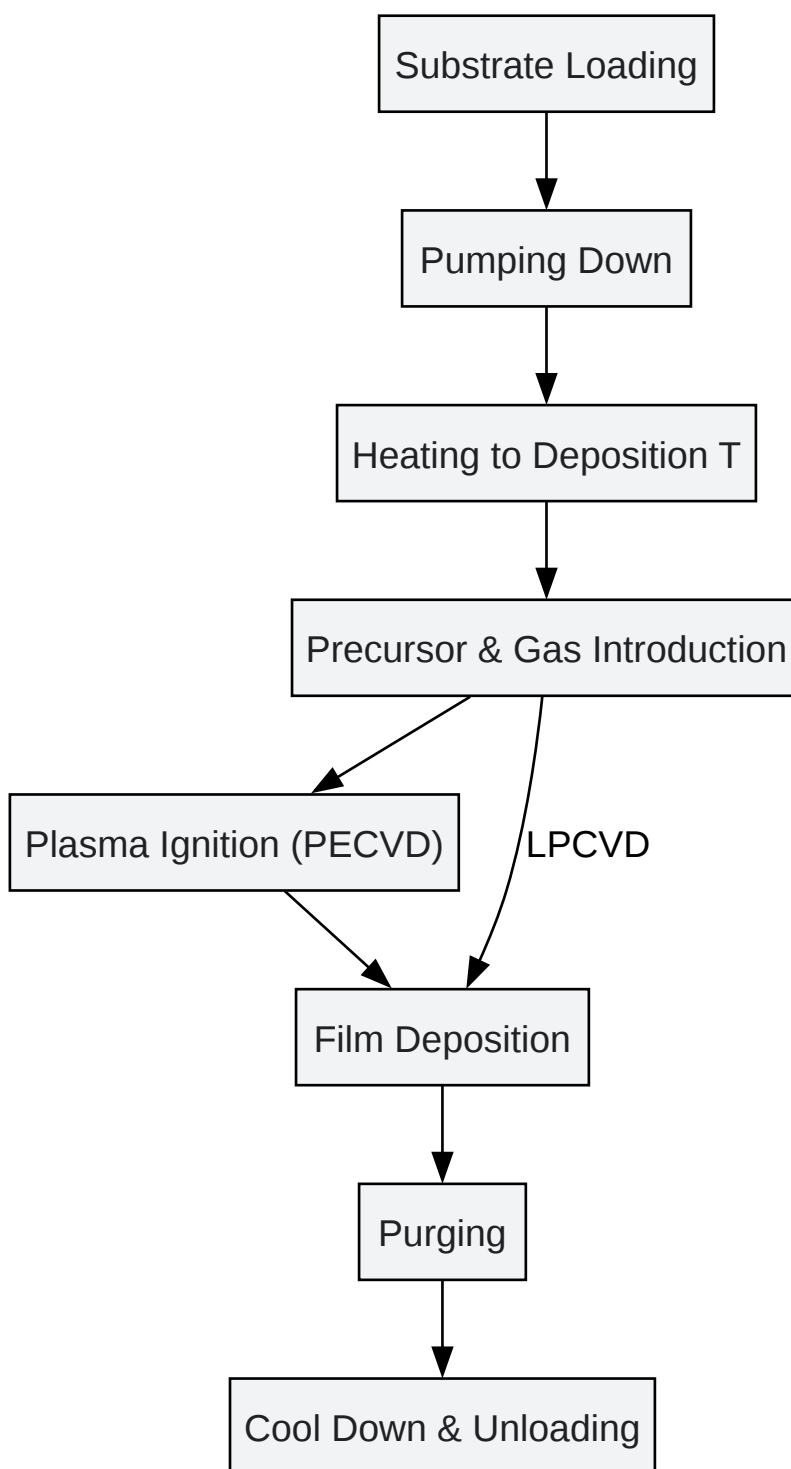 Substrate Loading
Pumping Down
Heating to Deposition T
Precursor & Gas Introduction
Plasma Ignition (PECVD)
LPCVD
Film Deposition
Purging
Cool Down & Unloading